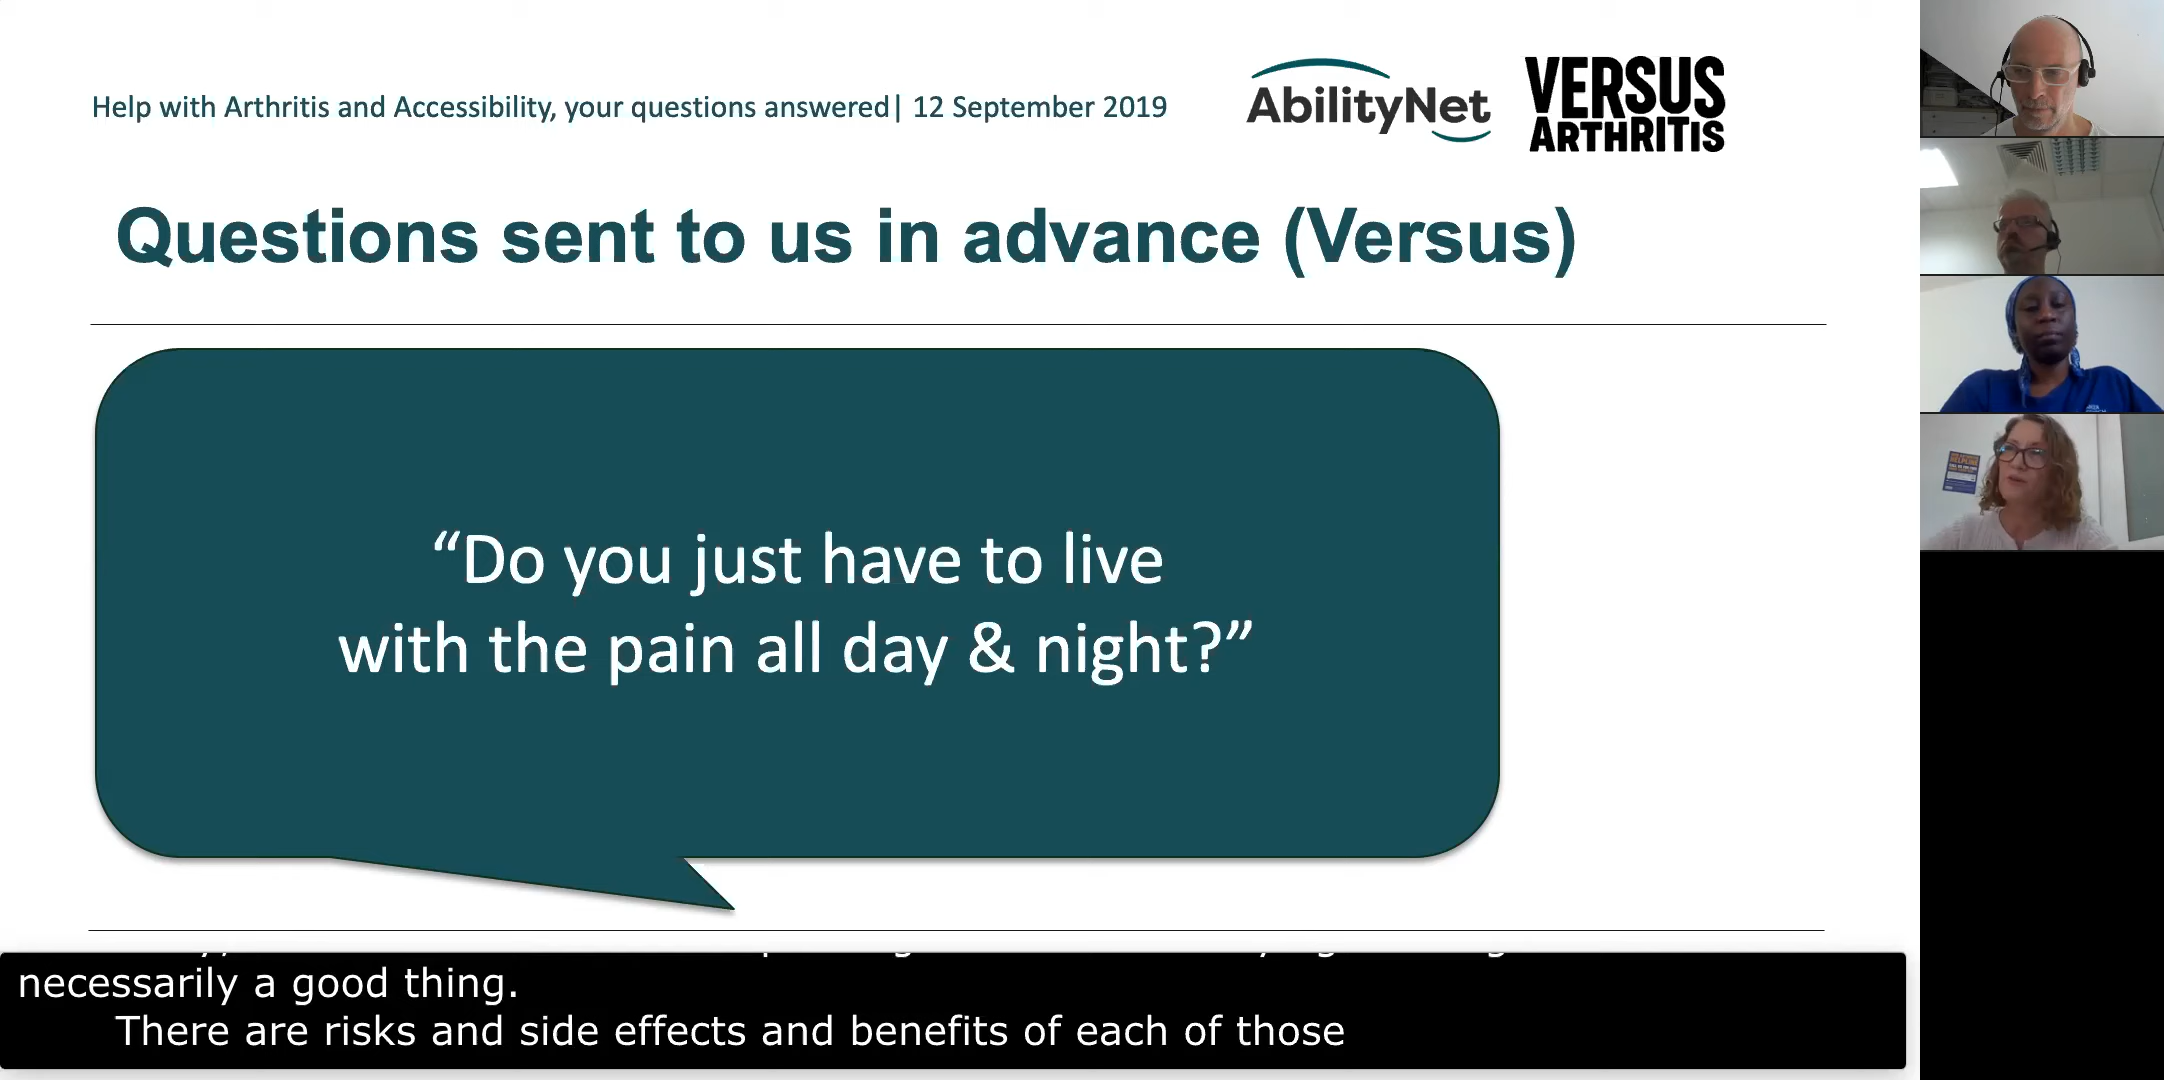 Help with Arthritis and Accessibility, your questions answered| 12 September 2019
AbilityNet
VERSUS
ARTHRITIS
Questions sent to us in advance (Versus)
“Do you just have to live
with the pain all day & night?”
necessarily a good thing.
There are risks and side effects and benefits of each of those
HELPLINE